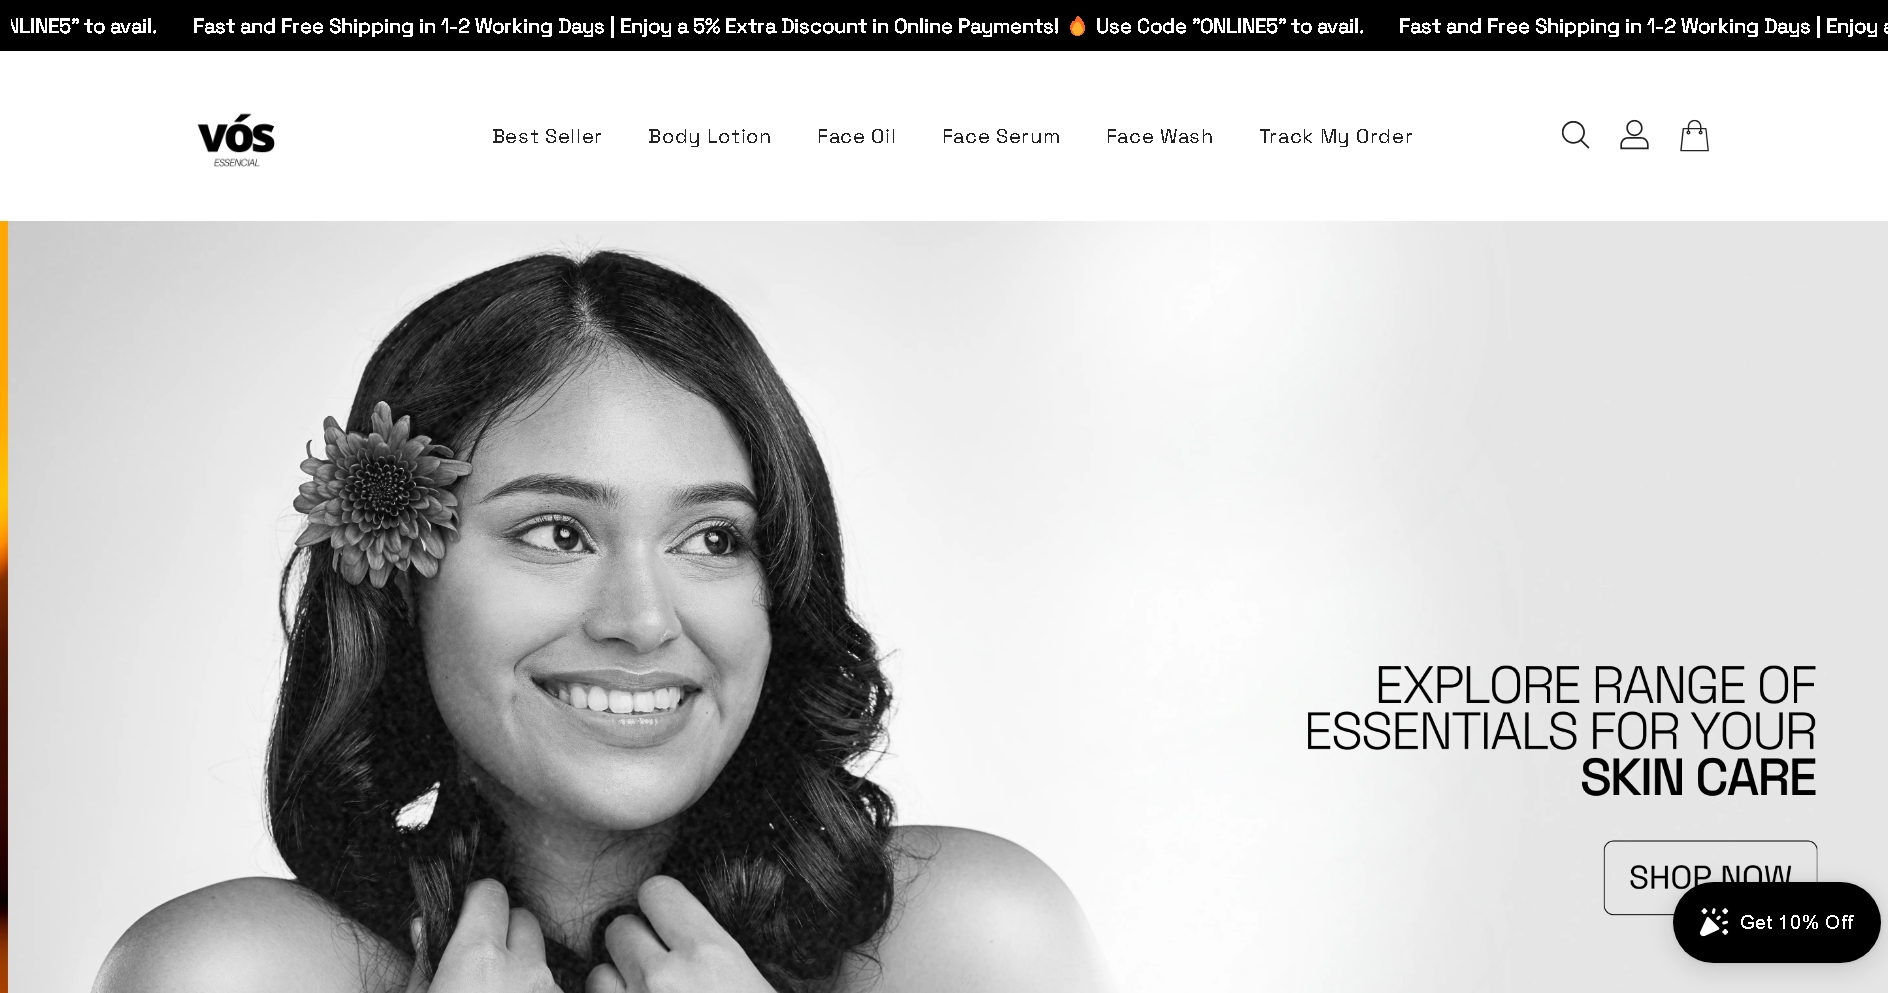 NLINE5" to avail. Fast and Free Shipping in 1-2 Working Days | Enjoy a 5% Extra Discount in Online Payments! 🔥 Use Code "ONLINE5" to avail. Fast and Free Shipping in 1-2 Working Days | Enjoy a
vós
ESSENCIAL
Best Seller Body Lotion Face Oil Face Serum Face Wash Track My Order
EXPLORE RANGE OF
ESSENTIALS FOR YOUR
SKIN CARE
SHOP NOW
Get 10% Off